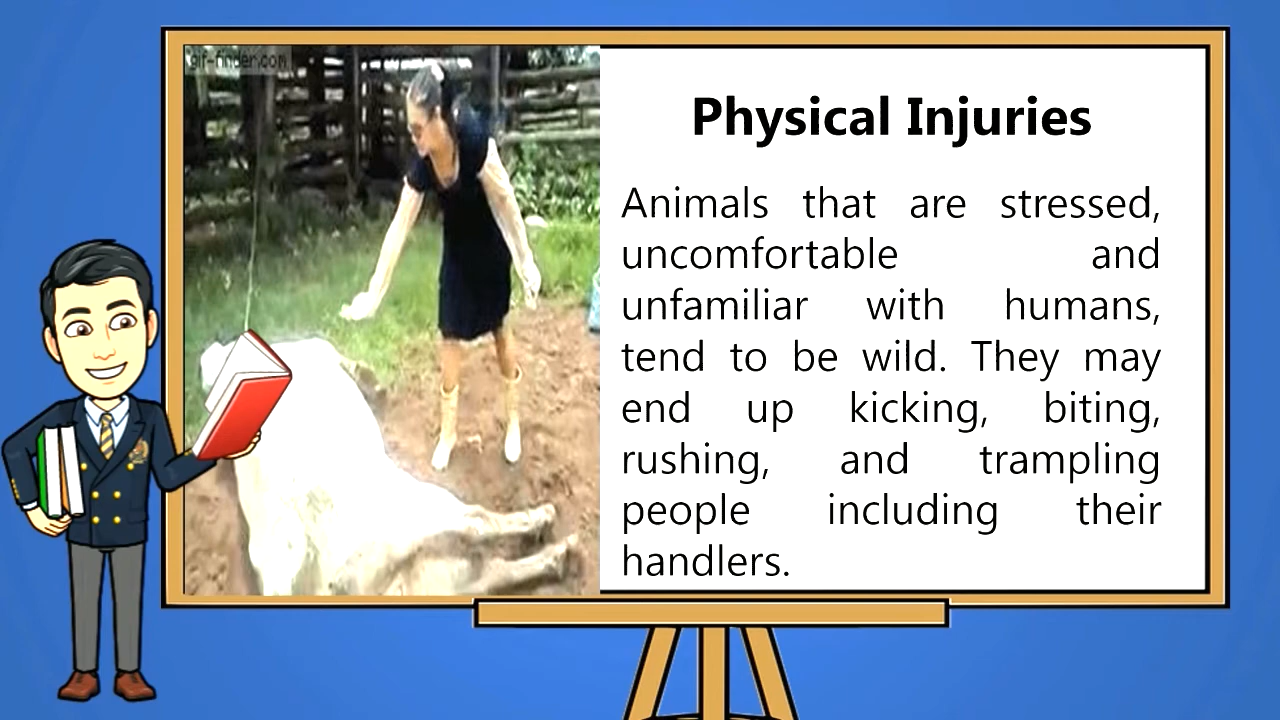 gif-finder.com
Physical Injuries
Animals that are stressed,
uncomfortable and
unfamiliar with humans,
tend to be wild. They may
end up kicking, biting,
rushing, and trampling
people including their
handlers.